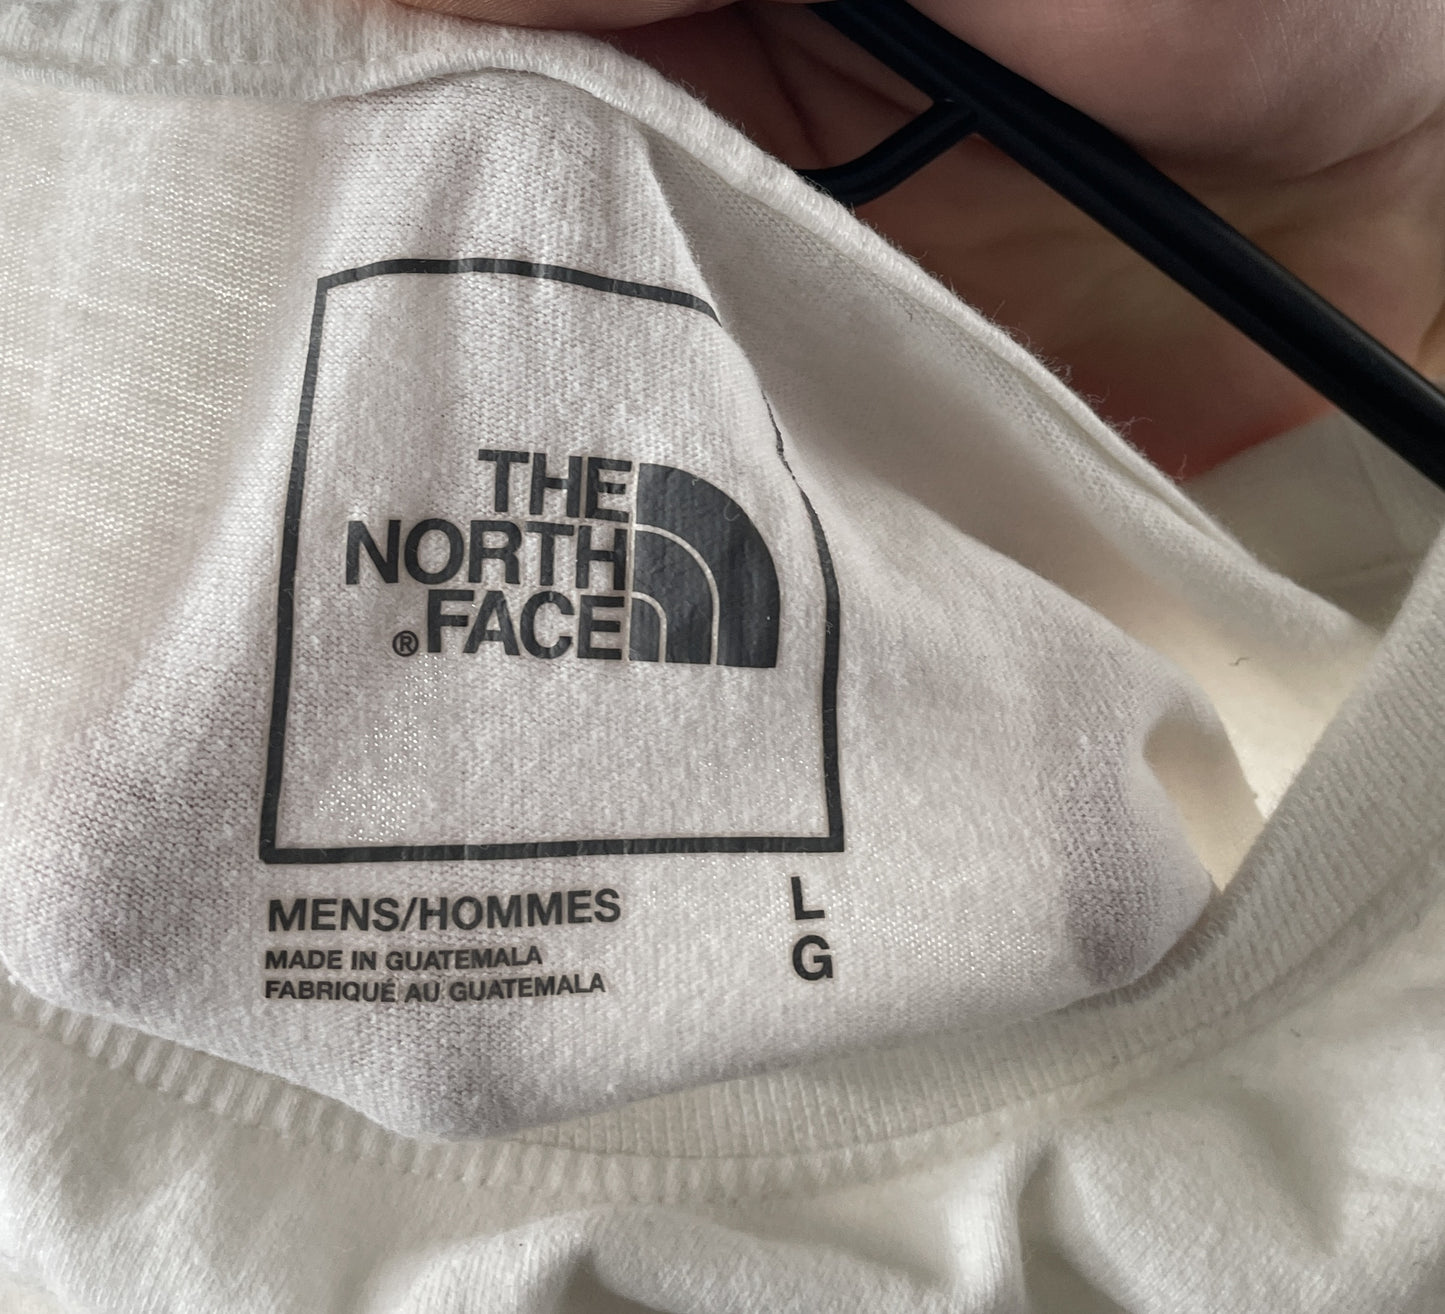 THE
NORTH
®FACE
MENS/HOMMES
MADE IN GUATEMALA
FABRIQUÉ AU GUATEMALA
L
G